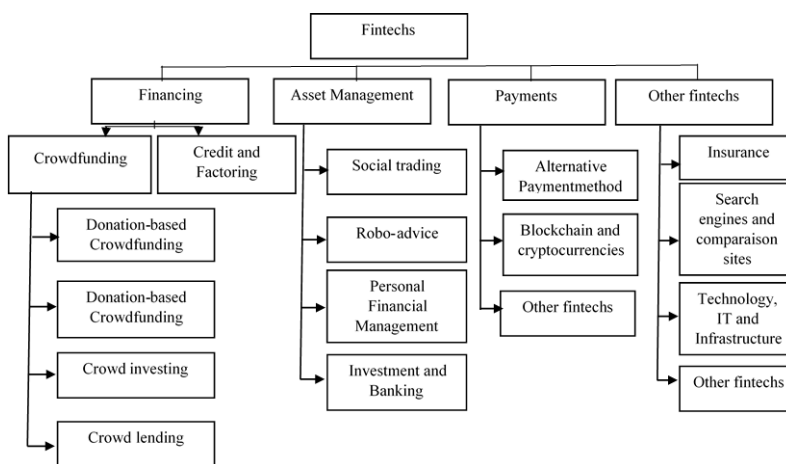 Fintechs
Financing
Asset Management
Payments
Other fintechs
Crowdfunding
Credit and
Factoring
Donation-based
Crowdfunding
Donation-based
Crowdfunding
Crowd investing
Crowd lending
Social trading
Robo-advice
Personal
Financial
Management
Investment and
Banking
Alternative
Paymentmethod
Blockchain and
cryptocurrencies
Other fintechs
Insurance
Search
engines and
comparaison
sites
Technology,
IT and
Infrastructure
Other fintechs